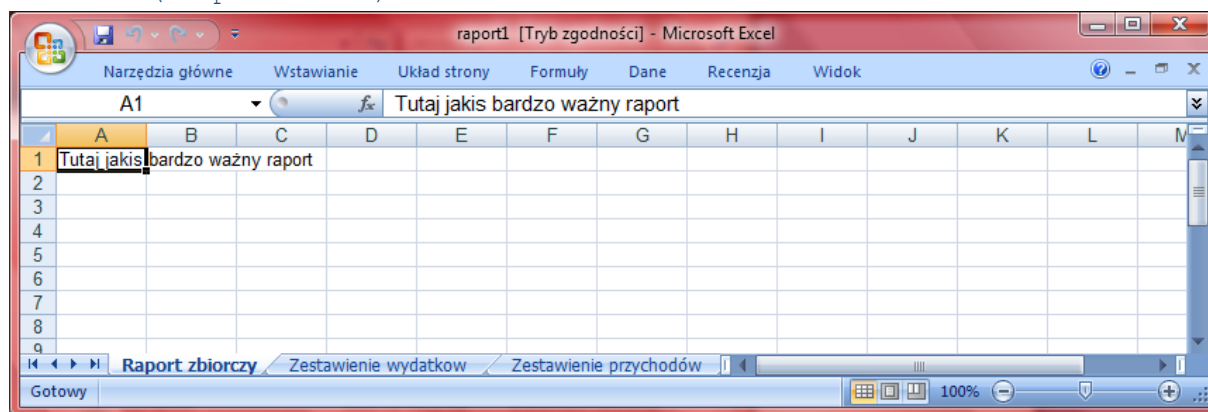 raport1 [Tryb zgodności] - Microsoft Excel
Narzędzia główne Wstawianie Układ strony Formuły Dane Recenzja Widok
A1 fx Tutaj jakis bardzo ważny raport
A B C D E F G H I J K L M
1 Tutaj jakis bardzo ważny raport
2
3
4
5
6
7
8
9
Raport zbiorczy Zestawienie wydatkow Zestawienie przychodów
Gotowy 100%